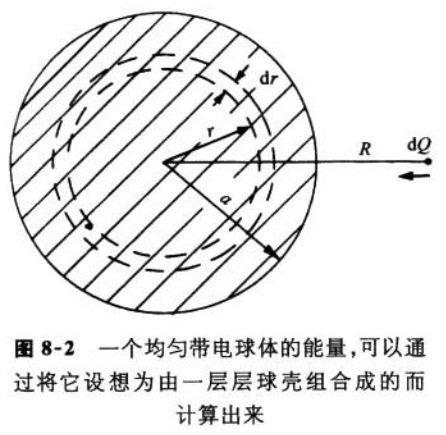 dr
r
R
dQ
a
图 8-2 一个均匀带电球体的能量,可以通
过将它设想为由一层层球壳组合成的而
计算出来